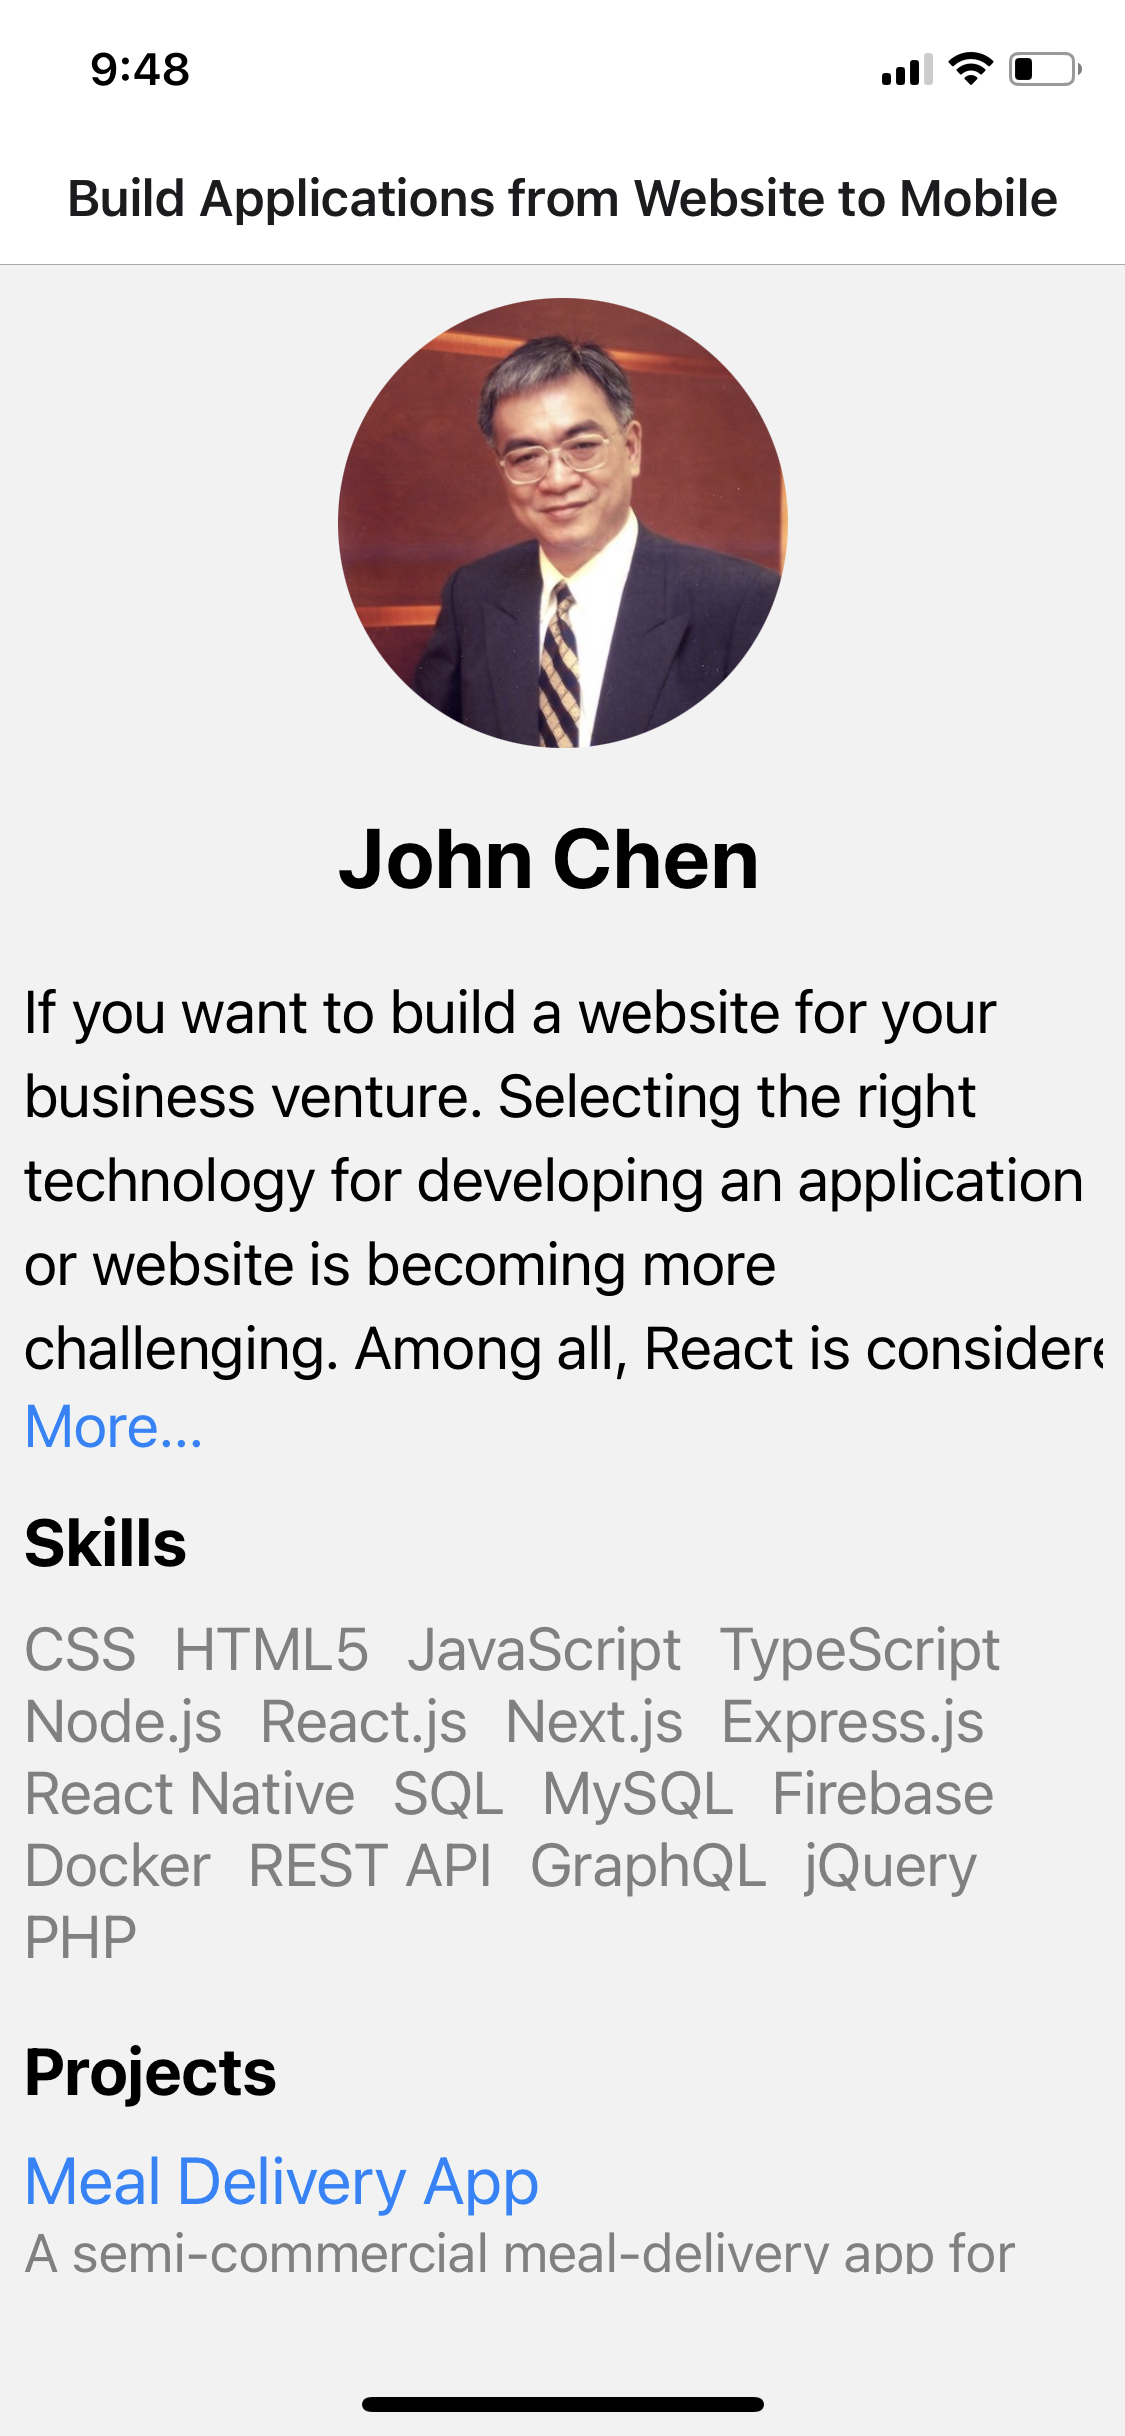 9:48
Build Applications from Website to Mobile
John Chen
If you want to build a website for your
business venture. Selecting the right
technology for developing an application
or website is becoming more
challenging. Among all, React is considere
More...
Skills
CSS HTML5 JavaScript TypeScript
Node.js React.js Next.js Express.js
React Native SQL MySQL Firebase
Docker REST API GraphQL jQuery
PHP
Projects
Meal Delivery App
A semi-commercial meal-delivery app for